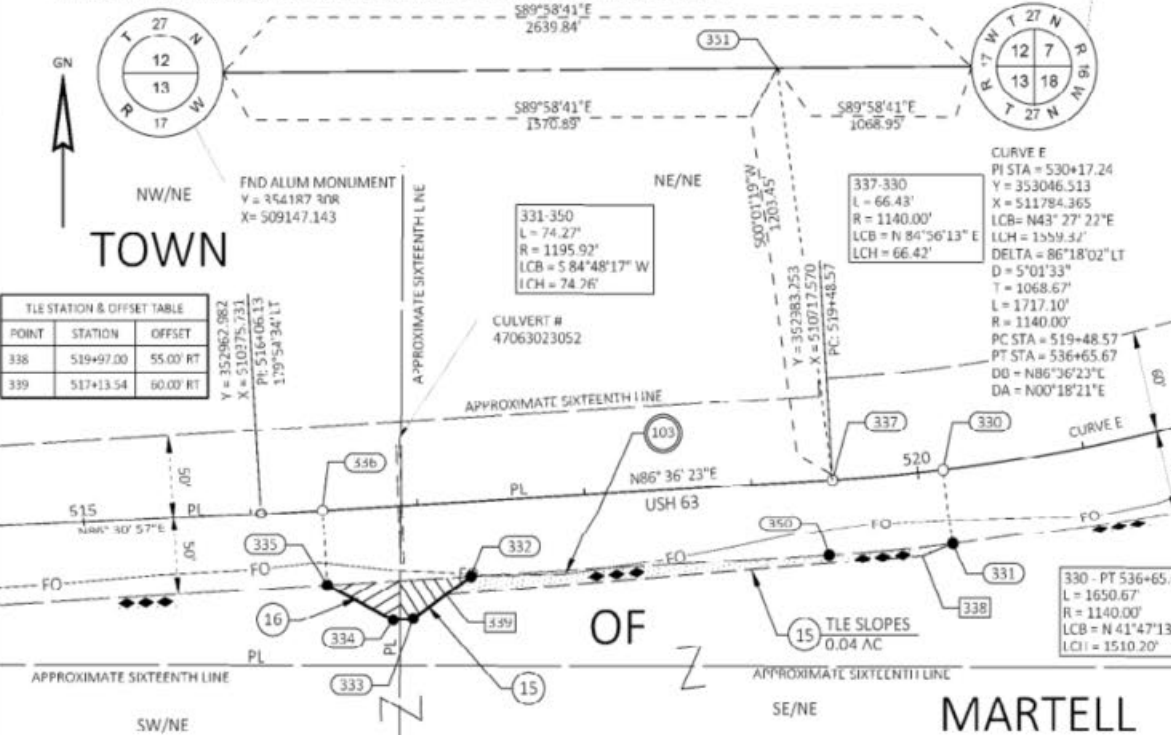 S89°58'41"E
2639.84'
351
T 27 N
12
13
R 17 W
T 27 N
R 17 W
R 16 W
12 7
13 18
T 27 N
GN
S89°58'41"E
1570.89'
S89°58'41"E
1068.95'
NW/NE
FND ALUM MONUMENT
Y = 354187.308
X= 509147.143
TOWN
APPROXIMATE SIXTEENTH LINE
NE/NE
331-350
L = 74.27'
R = 1195.92'
LCB = S 84°48'17" W
LCH = 74.26'
S00°01'19"W
1203.45'
337-330
L = 66.43'
R = 1140.00'
LCB = N 84°56'13" E
LCH = 66.42'
CURVE E
PI STA = 530+17.24
Y = 353046.513
X = 511784.365
LCB= N43° 27' 22"E
LCH = 1559.32'
DELTA = 86°18'02" LT
D = 5°01'33"
T = 1068.67'
L = 1717.10'
R = 1140.00'
PC STA = 519+48.57
PT STA = 536+65.67
DB = N86°36'23"E
DA = N00°18'21"E
TLE STATION & OFFSET TABLE
POINT STATION OFFSET
338 519+97.00 55.00' RT
339 517+13.54 60.00' RT
Y = 352962.982
X = 510375.731
PI: 516+06.13
179°54'34" LT
CULVERT #
47063023052
Y = 352983.253
X = 510717.570
PC: 519+48.57
APPROXIMATE SIXTEENTH LINE
60'
103
337
330
CURVE E
336
N86° 36' 23"E
PL
USH 63
520
50'
515
PL
N86° 30' 57"E
50'
350
FO
FO
335
332
FO
FO
331
FO
16
339
338
334
OF
15 TLE SLOPES
0.04 AC
330 - PT 536+65.
L = 1650.67'
R = 1140.00'
LCB = N 41°47'13
LCH = 1510.20'
PL
PL
APPROXIMATE SIXTEENTH LINE
333
15
APPROXIMATE SIXTEENTH LINE
SW/NE
SE/NE
MARTELL